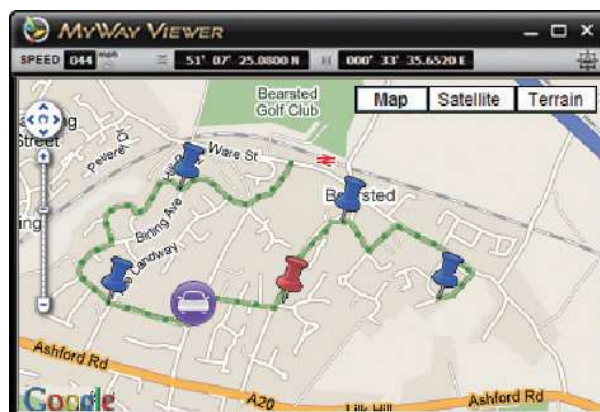 MYWAY VIEWER
SPEED 044 mph 51° 07' 25.0800 N 000° 33' 35.6520 E
Map Satellite Terrain
Bearsted
Golf Club
Street
Ware St
Birling Ave
Landway
Ashford Rd
A20
Ashford Rd
Google